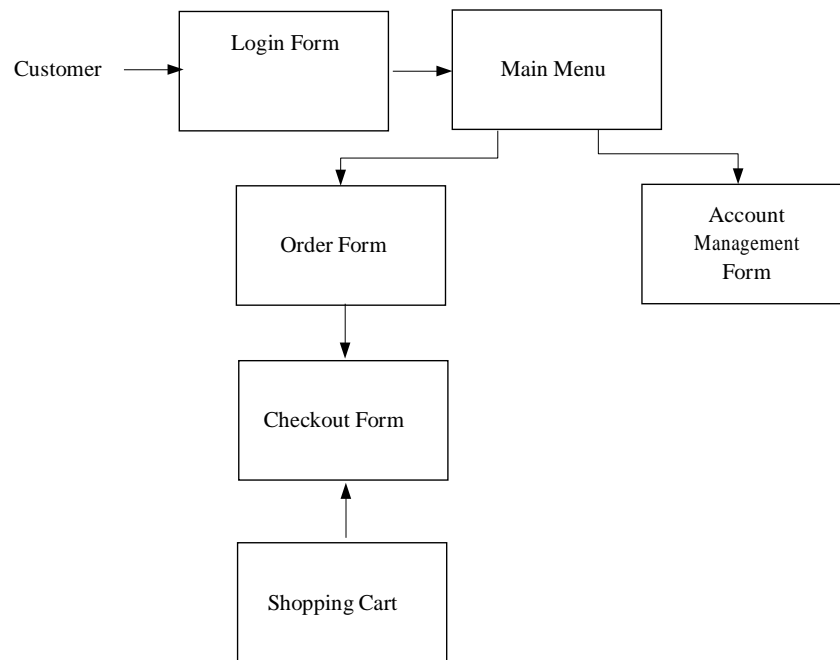 Customer
Login Form
Main Menu
Order Form
Account
Management
Form
Checkout Form
Shopping Cart